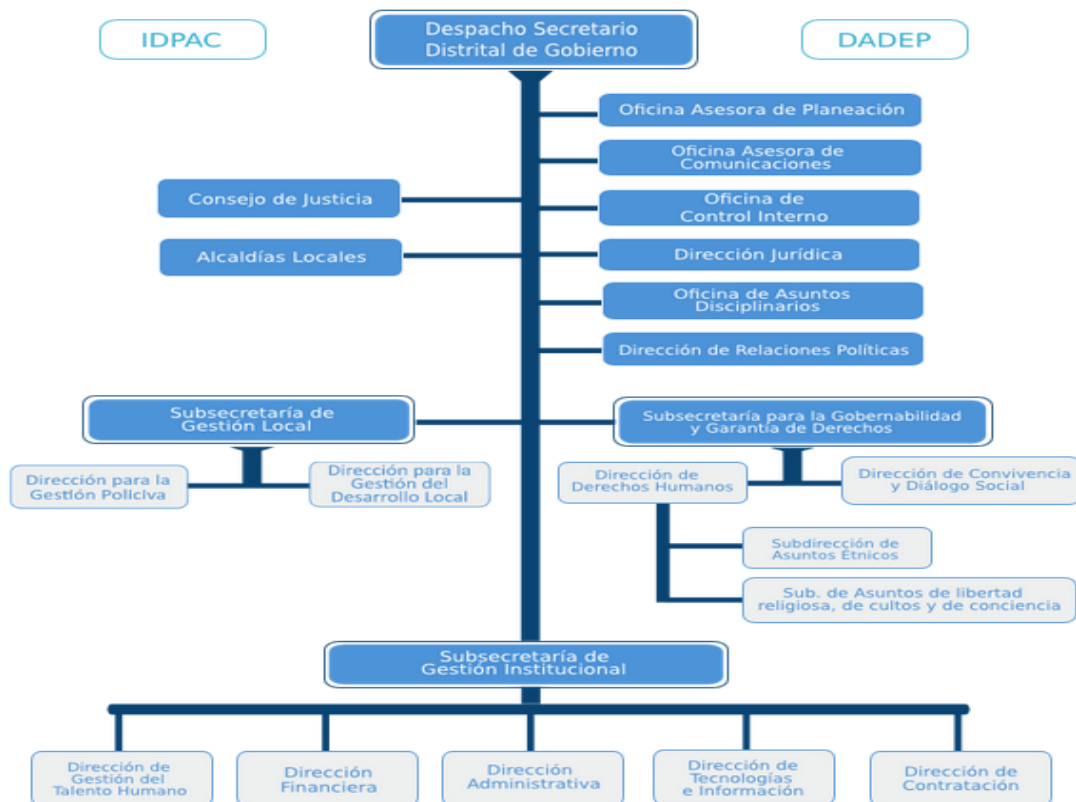 IDPAC
Despacho Secretario
Distrital de Gobierno
DADEP
Oficina Asesora de Planeación
Oficina Asesora de
Comunicaciones
Consejo de Justicia
Oficina de
Control Interno
Alcaldías Locales
Dirección Jurídica
Oficina de Asuntos
Disciplinarios
Dirección de Relaciones Políticas
Subsecretaría de
Gestión Local
Subsecretaría para la Gobernabilidad
y Garantía de Derechos
Dirección para la
Gestión Policiva
Dirección para la
Gestión del
Desarrollo Local
Dirección de
Derechos Humanos
Dirección de Convivencia
y Diálogo Social
Subdirección de
Asuntos Étnicos
Sub. de Asuntos de libertad
religiosa, de cultos y de conciencia
Subsecretaría de
Gestión Institucional
Dirección de
Gestión del
Talento Humano
Dirección
Financiera
Dirección
Administrativa
Dirección de
Tecnologías
e Información
Dirección de
Contratación